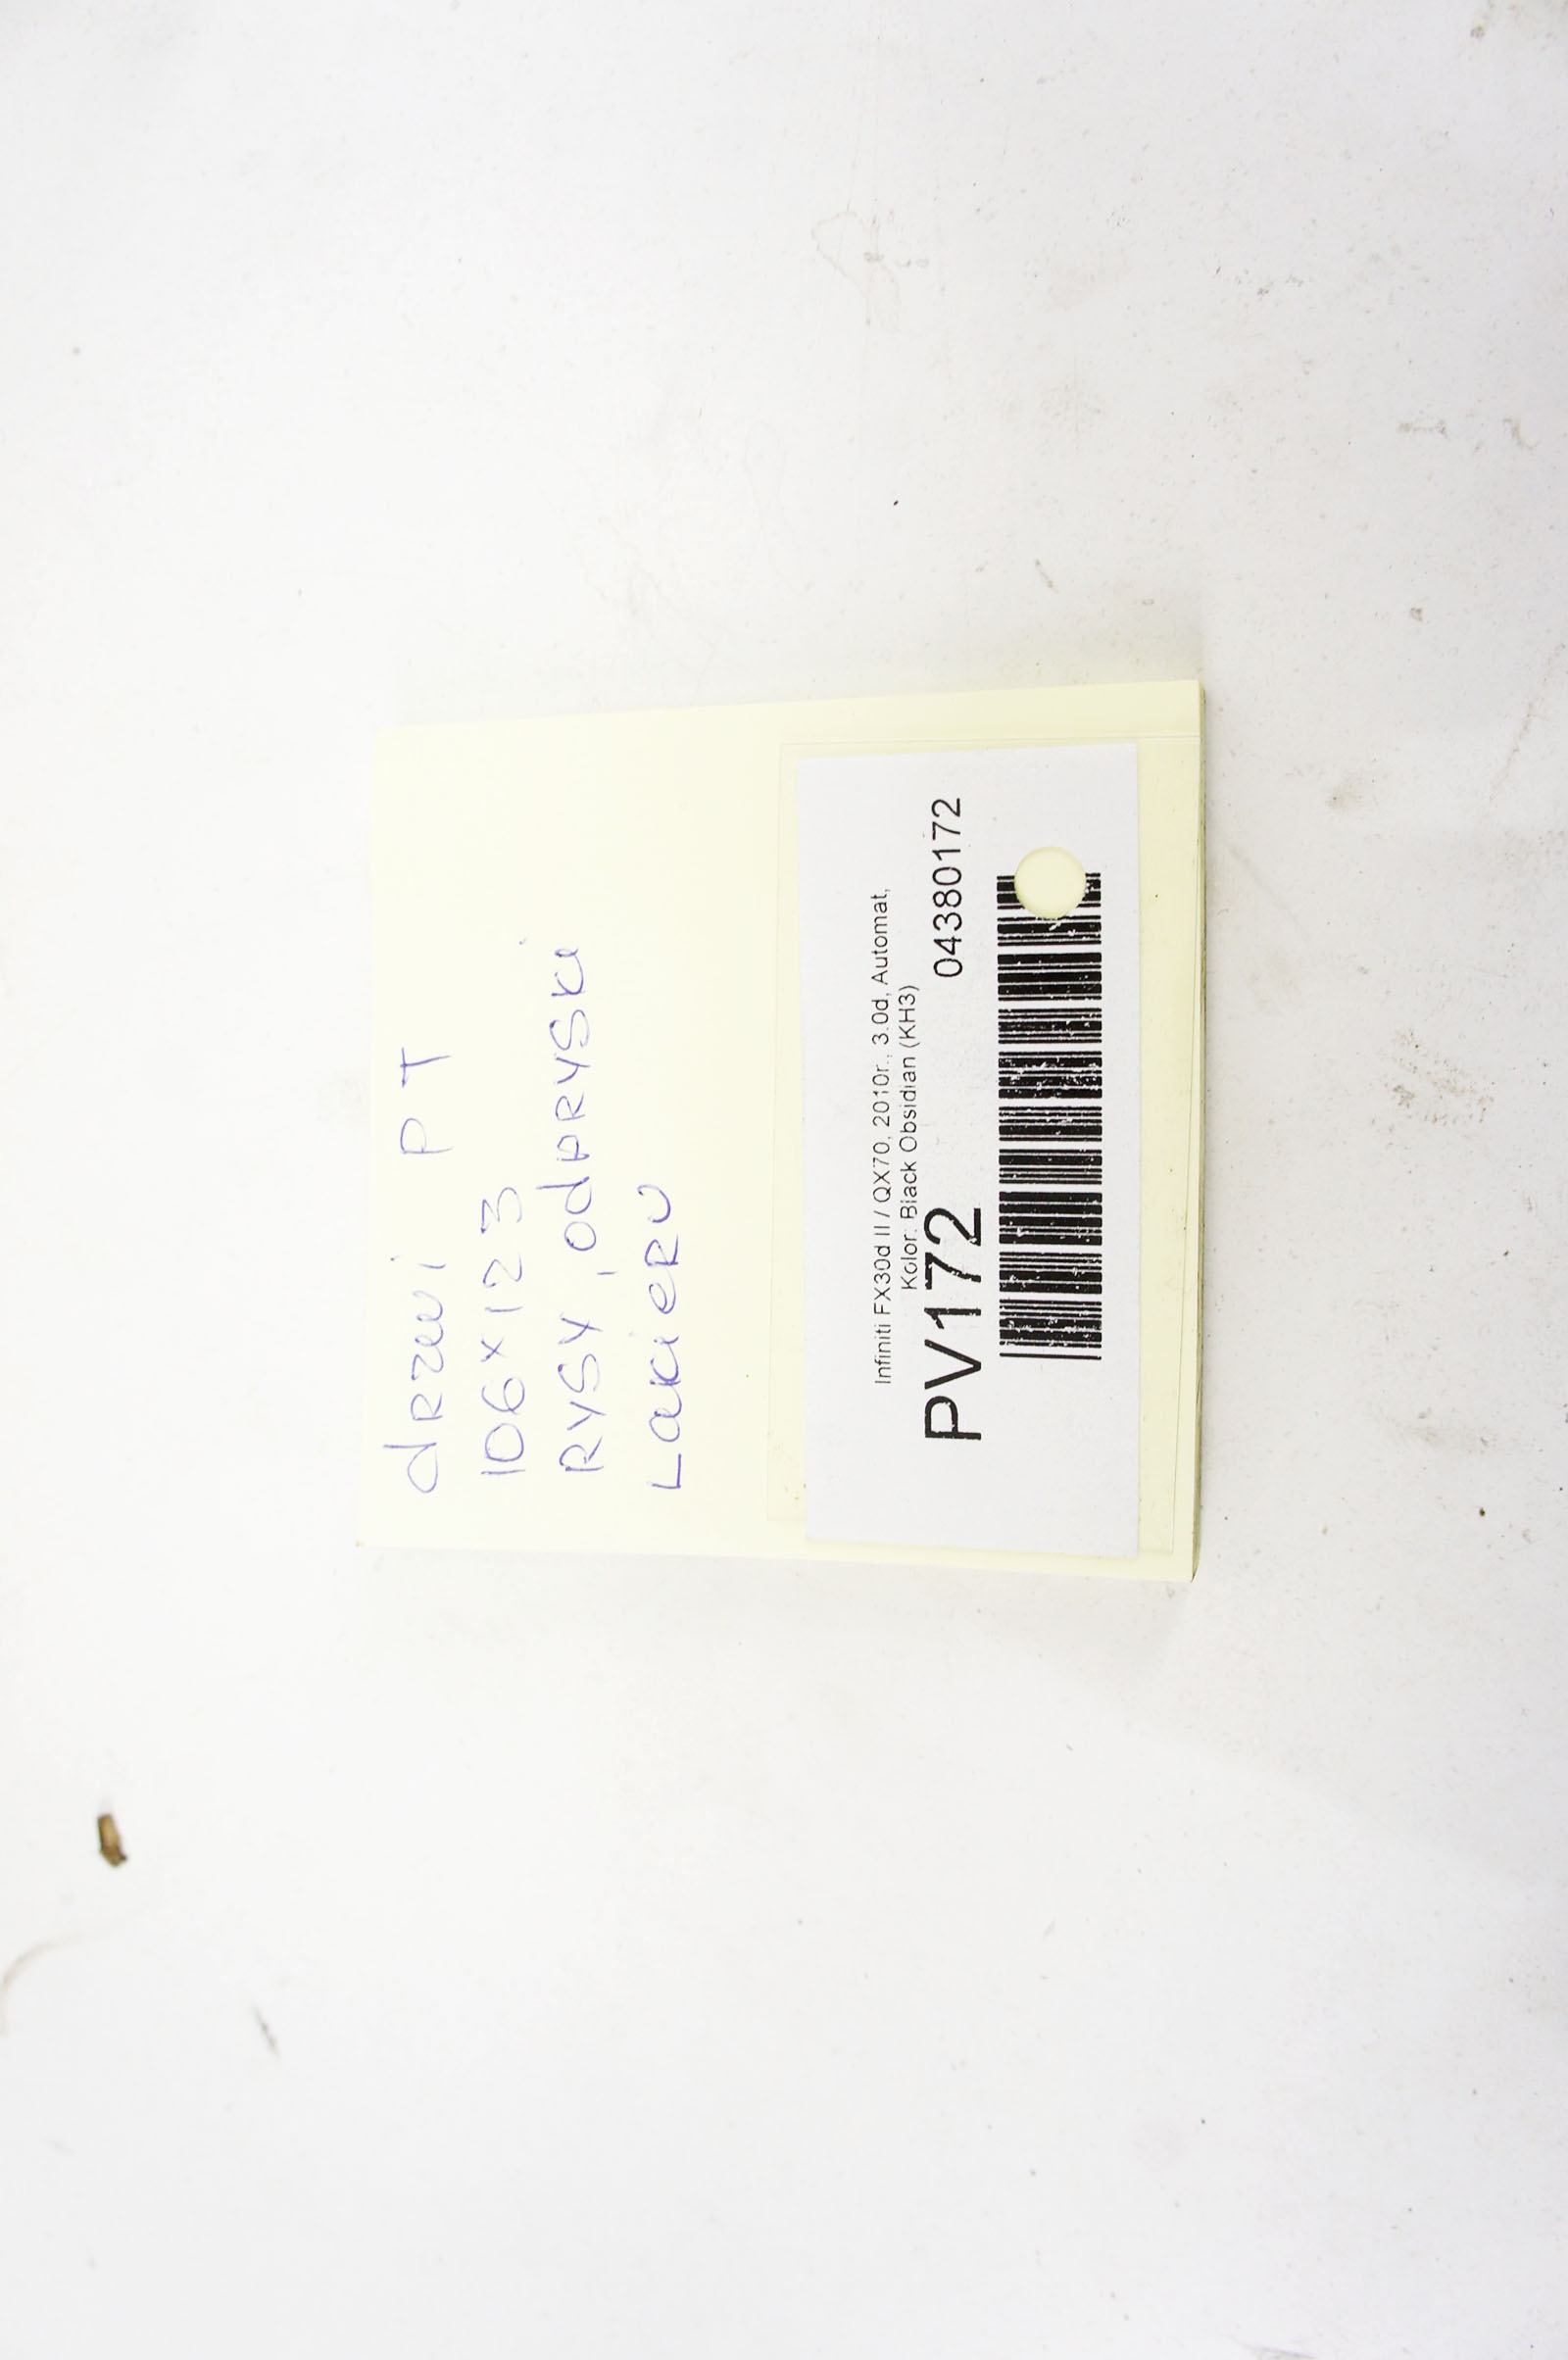 drzwi PT
106x123
RYSY, odPRYSKi
LaKieRU
Infiniti FX30d II / QX70, 2010r., 3.0d, Automat,
Kolor: Black Obsidian (KH3)
PV172 04380172